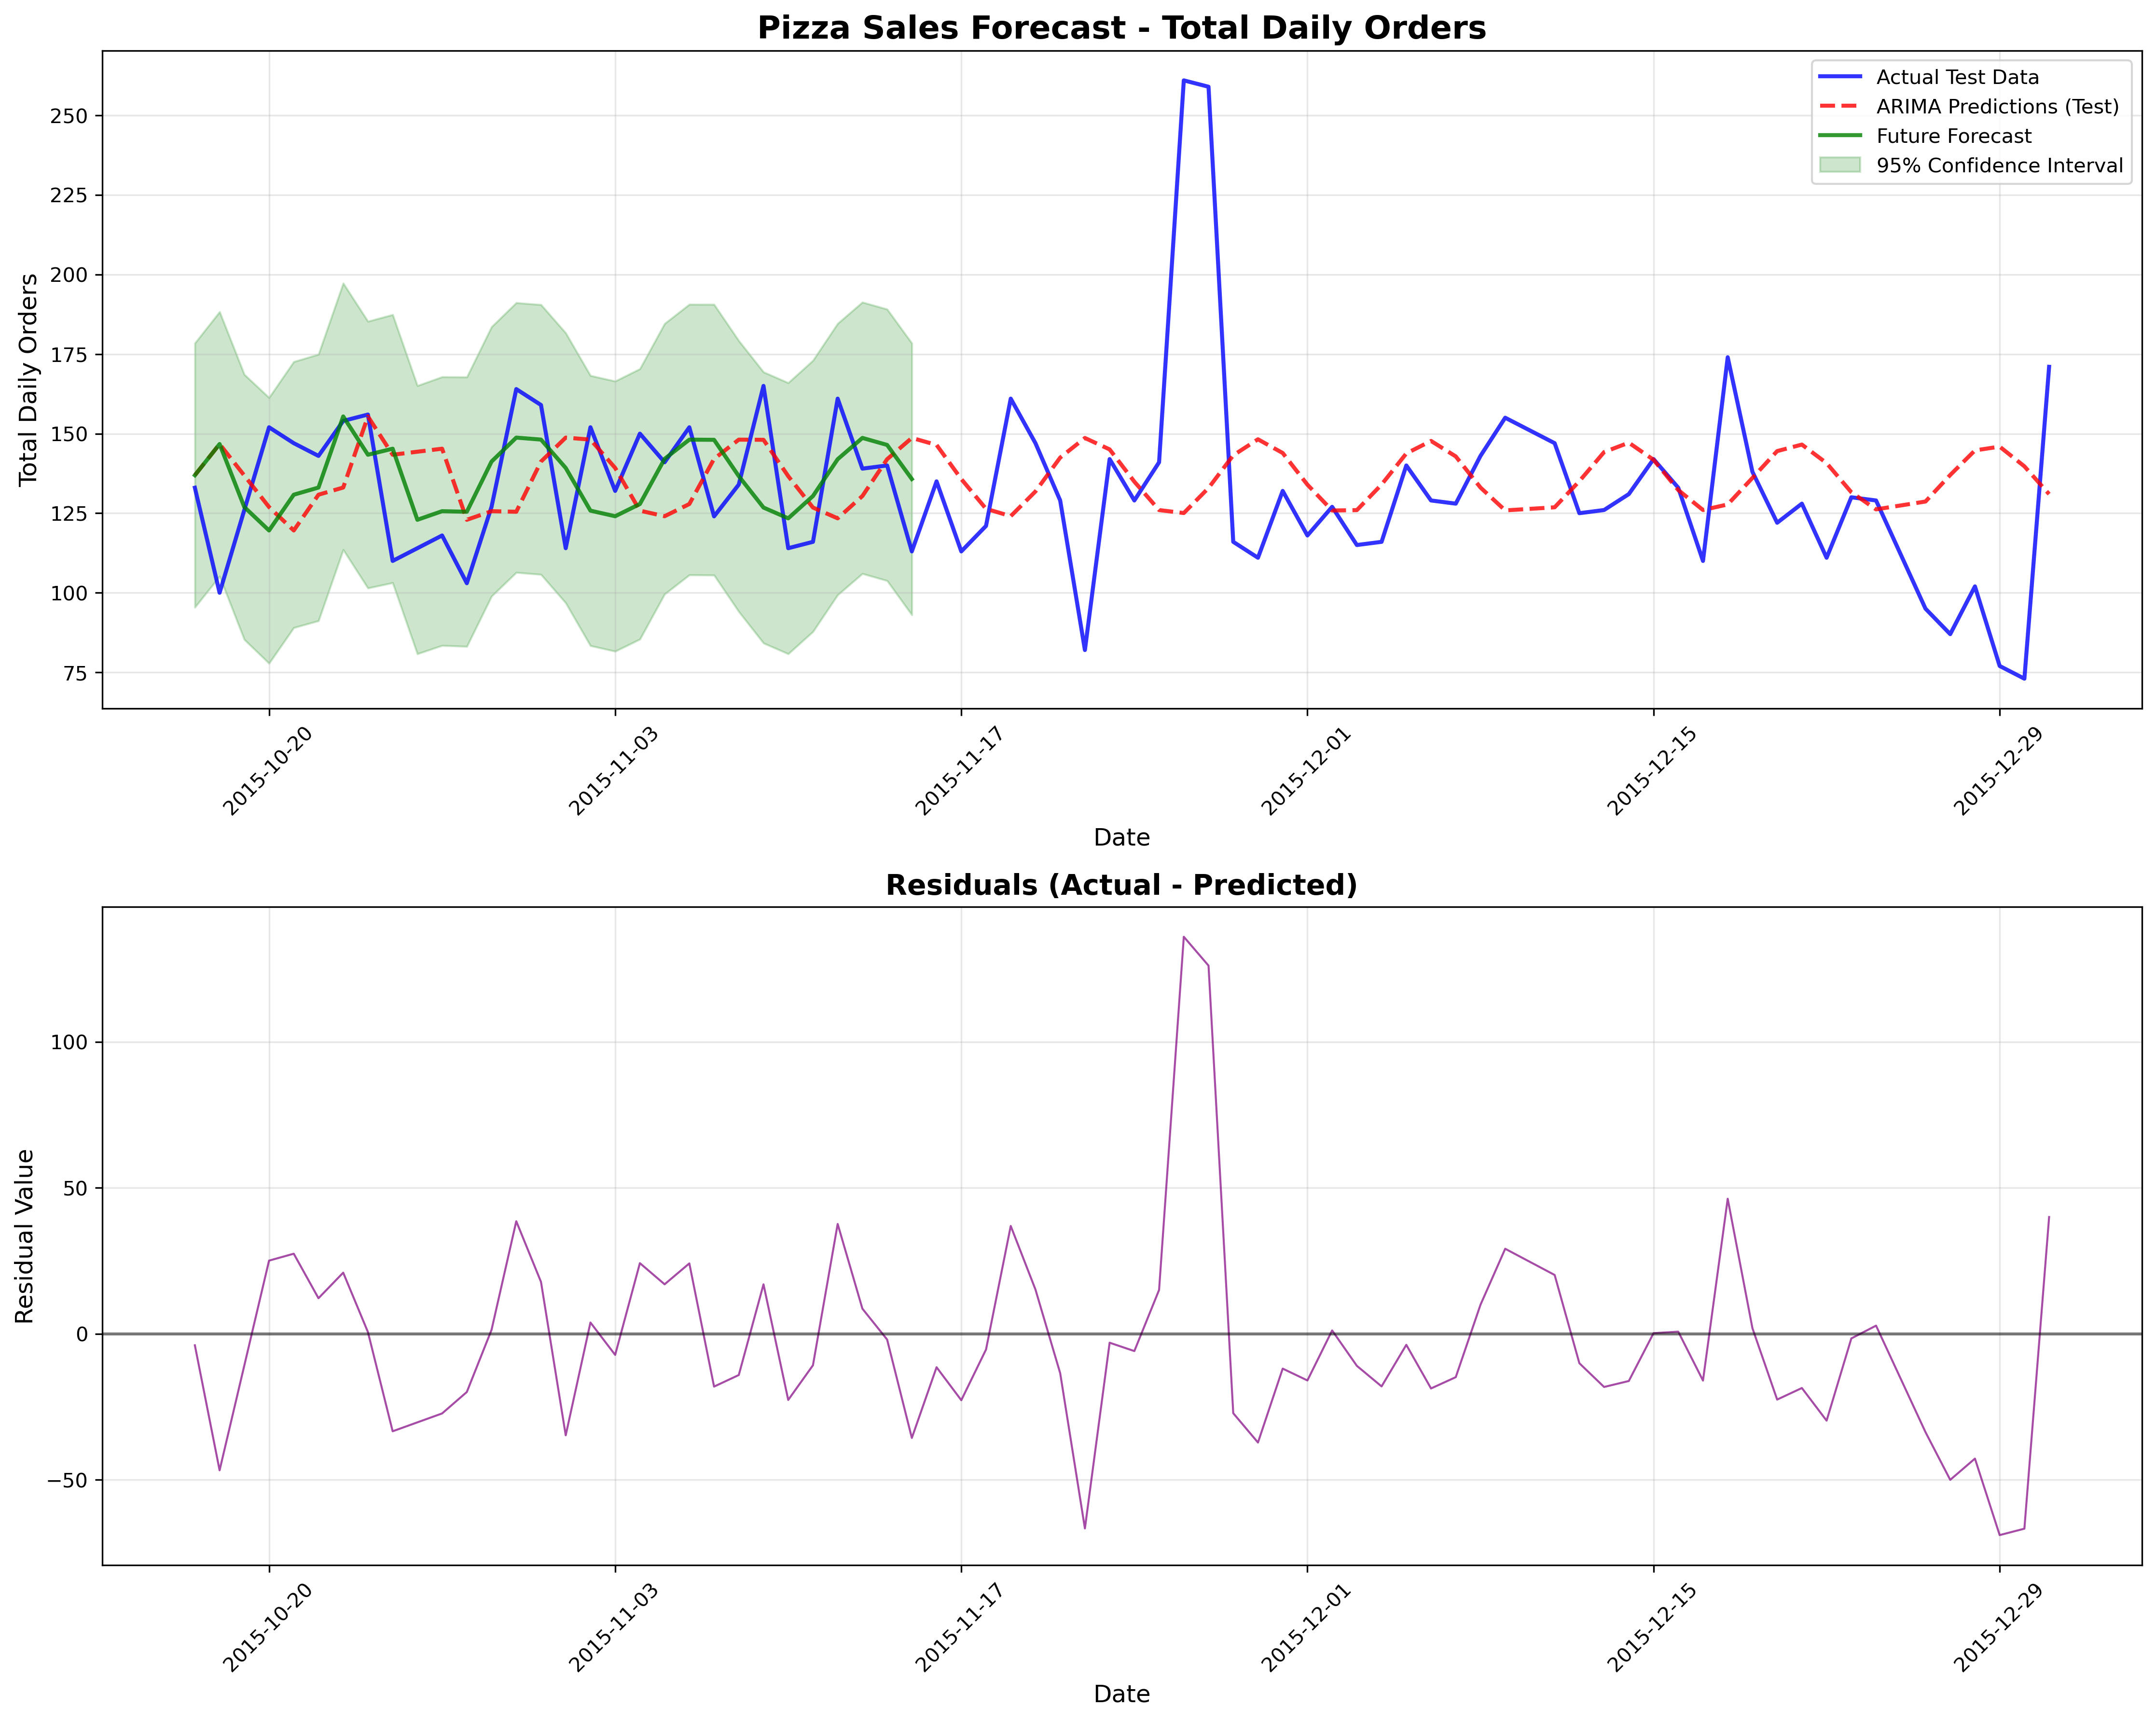 Pizza Sales Forecast - Total Daily Orders
Actual Test Data
ARIMA Predictions (Test)
Future Forecast
95% Confidence Interval
Total Daily Orders
250
225
200
175
150
125
100
75
2015-10-20
2015-11-03
2015-11-17
2015-12-01
2015-12-15
2015-12-29
Date
Residuals (Actual - Predicted)
Residual Value
100
50
0
−50
2015-10-20
2015-11-03
2015-11-17
2015-12-01
2015-12-15
2015-12-29
Date